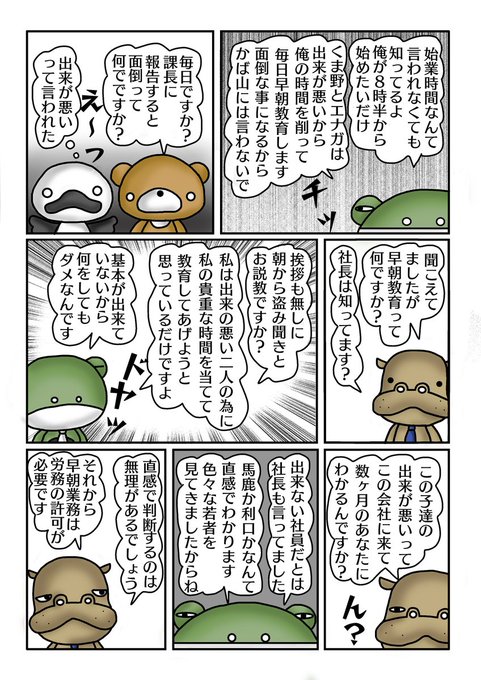 始業時間なんて
言われなくても
知ってるよ
俺が8時半から
始めたいだけ
くま野とエナガは
出来が悪いから
俺の時間を削って
毎日早朝教育します
面倒な事になるから
かば山には言わないで
チッ
毎日ですか？
課長に
報告すると
面倒って
何でですか？
え～
出来が悪い
って言われた
聞こえて
ましたが
早朝教育って
何ですか？
社長は知ってます？
挨拶も無しに
朝から盗み聞きと
お説教ですか？
私は出来の悪い二人の為に
私の貴重な時間を当てて
教育してあげようと
思っているだけですよ
基本が出来て
いないから
何をしても
ダメなんです
ドヤッ
この子達の
出来が悪いって
この会社に来て
数ヶ月のあなたに
わかるんですか？
ん？
出来ない社員だとは
社長も言ってました
馬鹿か利口かなんて
直感でわかります
色々な若者を
見てきましたからね
直感で判断するのは
無理があるでしょう
それから
早朝業務は
労務の許可が
必要です